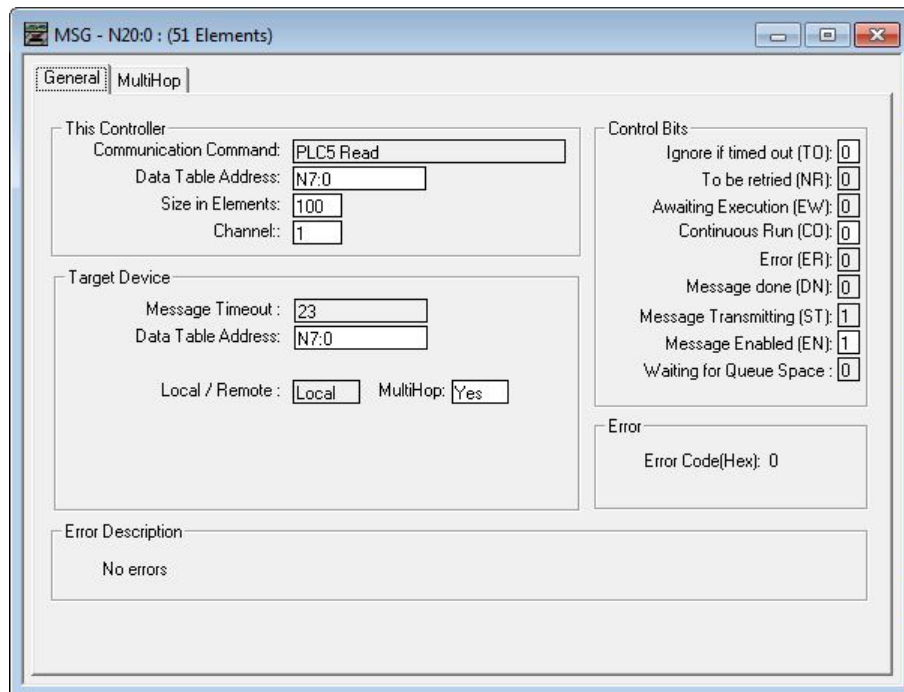 MSG - N20:0 : (51 Elements)
General MultiHop
This Controller
Communication Command: PLC5 Read
Data Table Address: N7:0
Size in Elements: 100
Channel:: 1
Target Device
Message Timeout : 23
Data Table Address: N7:0
Local / Remote : Local MultiHop: Yes
Control Bits
Ignore if timed out (TO): 0
To be retried (NR): 0
Awaiting Execution (EW): 0
Continuous Run (CO): 0
Error (ER): 0
Message done (DN): 0
Message Transmitting (ST): 1
Message Enabled (EN): 1
Waiting for Queue Space : 0
Error
Error Code(Hex): 0
Error Description
No errors